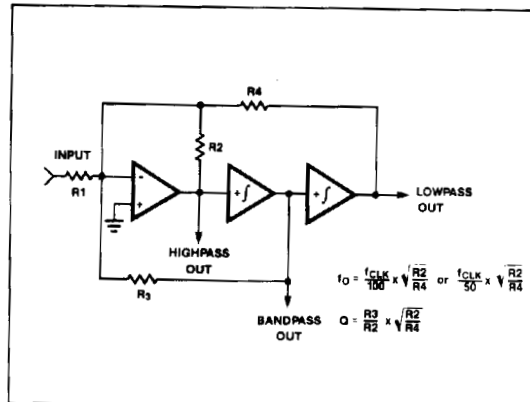 R4
R2
INPUT
R1
-
+
+∫
+∫
LOWPASS
OUT
HIGHPASS
OUT
R3
BANDPASS
OUT
fO = fCLK/100 x √R2/R4 or fCLK/50 x √R2/R4
Q = R3/R2 x √R2/R4